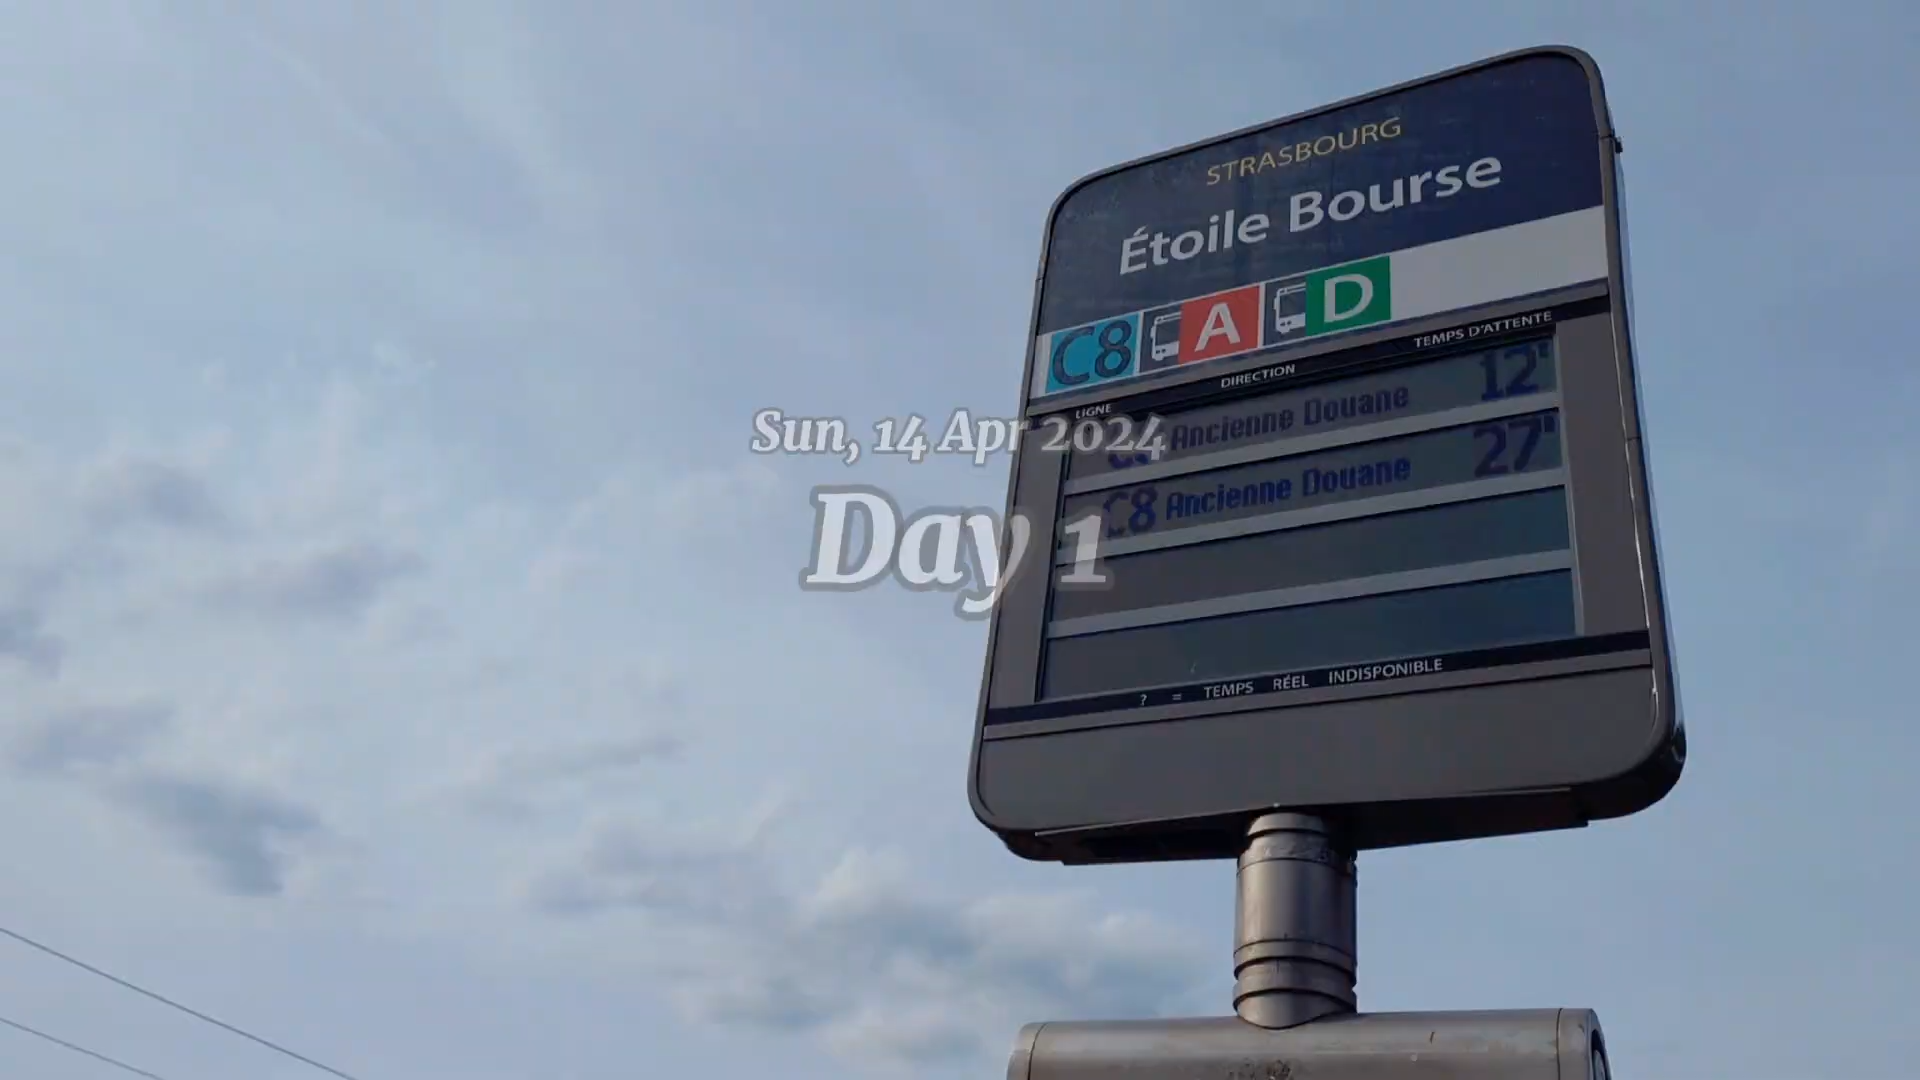 STRASBOURG
Étoile Bourse
C8 A D
TEMPS D'ATTENTE
DIRECTION
LIGNE
Ancienne Douane 12'
C8 Ancienne Douane 27'
? = TEMPS RÉEL INDISPONIBLE
Sun, 14 Apr 2024
Day 1